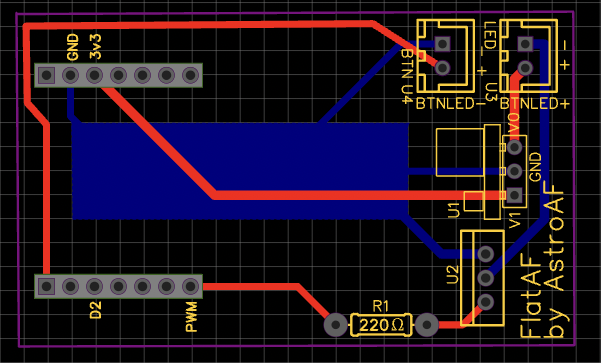 GND
3v3
BTN
U4
LED
-
+
U3
-
+
BTNLED-
BTNLED+
VO
GND
V1
U1
U2
D2
PWM
R1
220Ω
FlatAF
by AstroAF